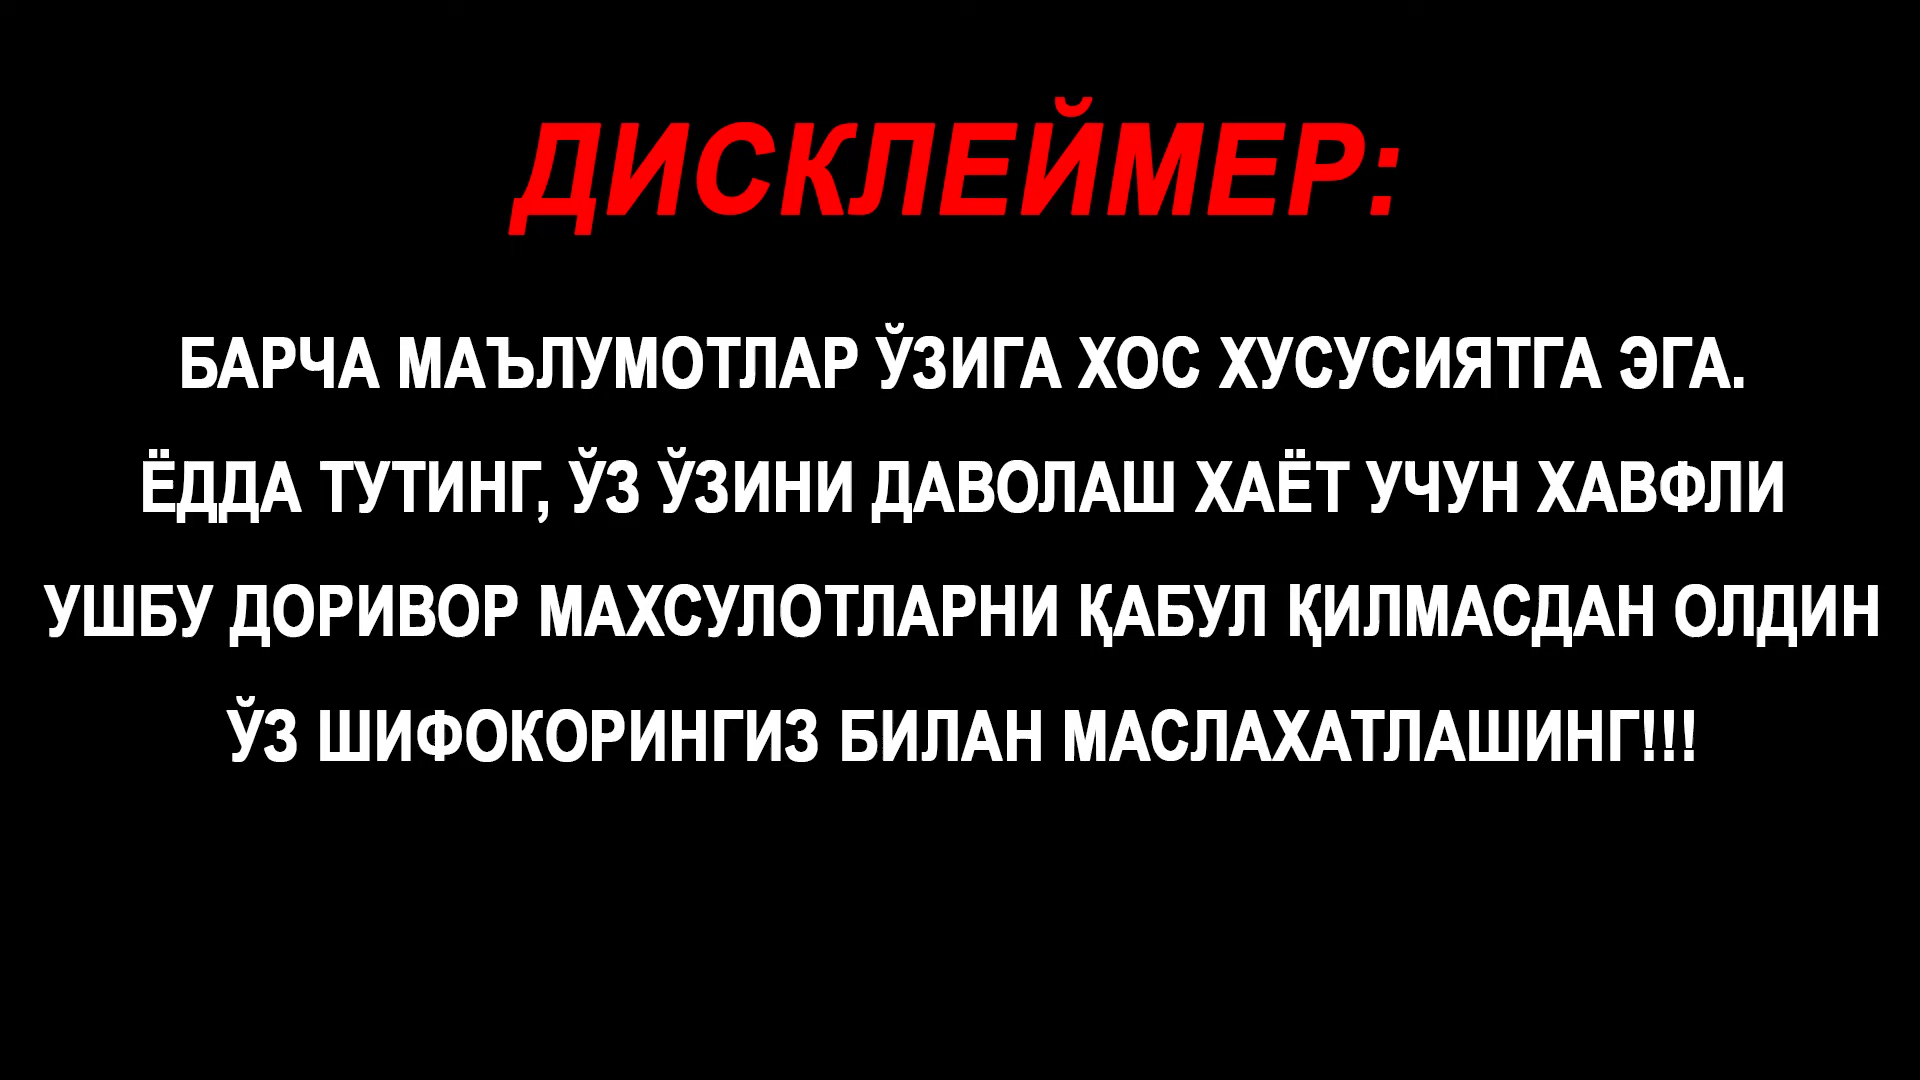 ДИСКЛЕЙМЕР:
БАРЧА МАЪЛУМОТЛАР ЎЗИГА ХОС ХУСУСИЯТГА ЭГА.
ЁДДА ТУТИНГ, ЎЗ ЎЗИНИ ДАВОЛАШ ХАЁТ УЧУН ХАВФЛИ
УШБУ ДОРИВОР МАХСУЛОТЛАРНИ ҚАБУЛ ҚИЛМАСДАН ОЛДИН
ЎЗ ШИФОКОРИНГИЗ БИЛАН МАСЛАХАТЛАШИНГ!!!